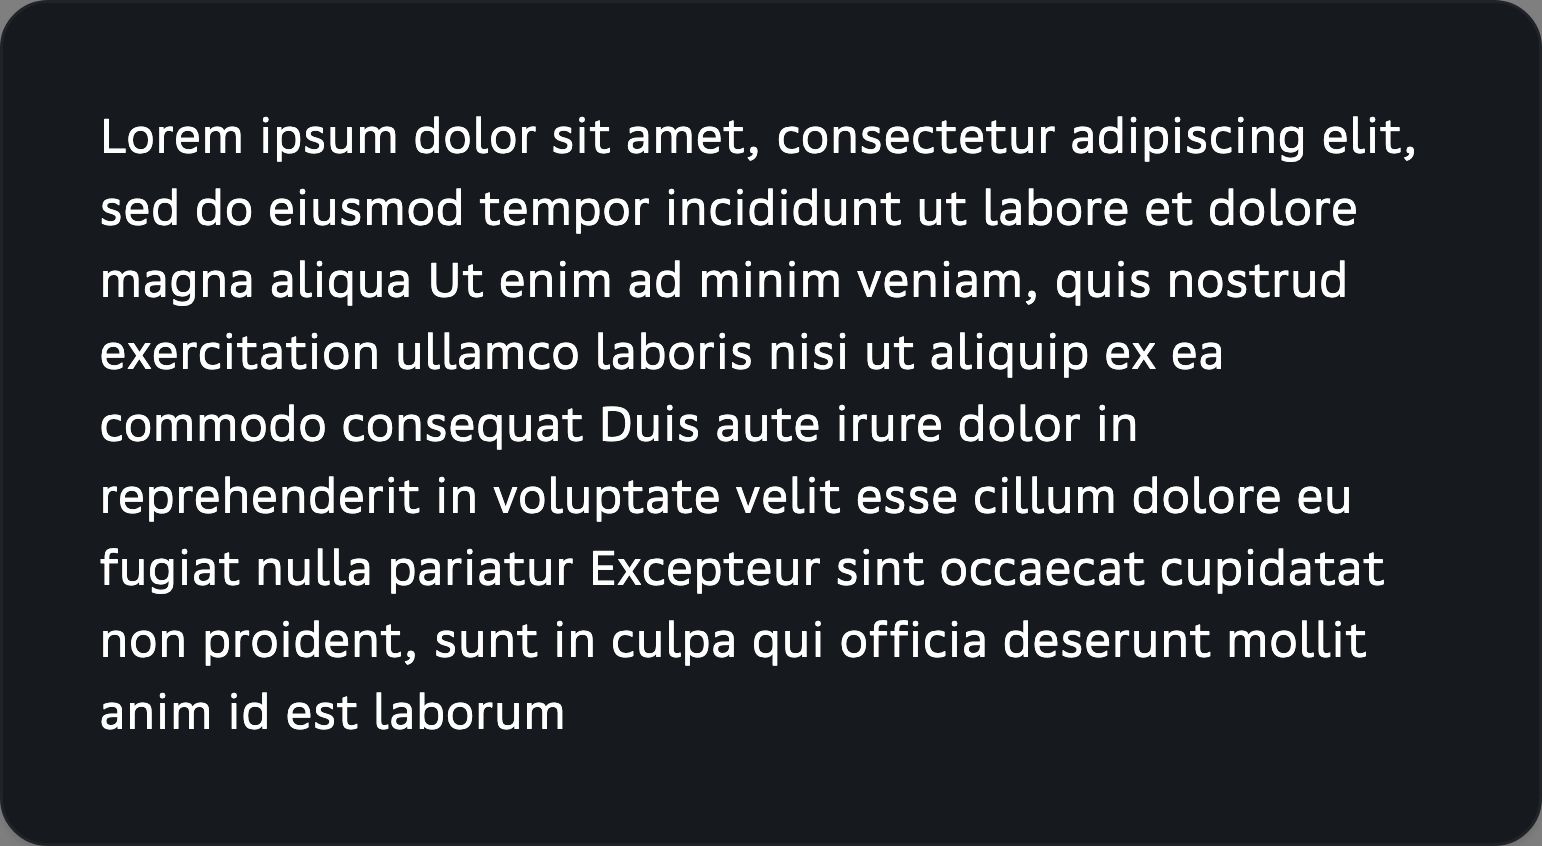 Lorem ipsum dolor sit amet, consectetur adipiscing elit,
sed do eiusmod tempor incididunt ut labore et dolore
magna aliqua Ut enim ad minim veniam, quis nostrud
exercitation ullamco laboris nisi ut aliquip ex ea
commodo consequat Duis aute irure dolor in
reprehenderit in voluptate velit esse cillum dolore eu
fugiat nulla pariatur Excepteur sint occaecat cupidatat
non proident, sunt in culpa qui officia deserunt mollit
anim id est laborum